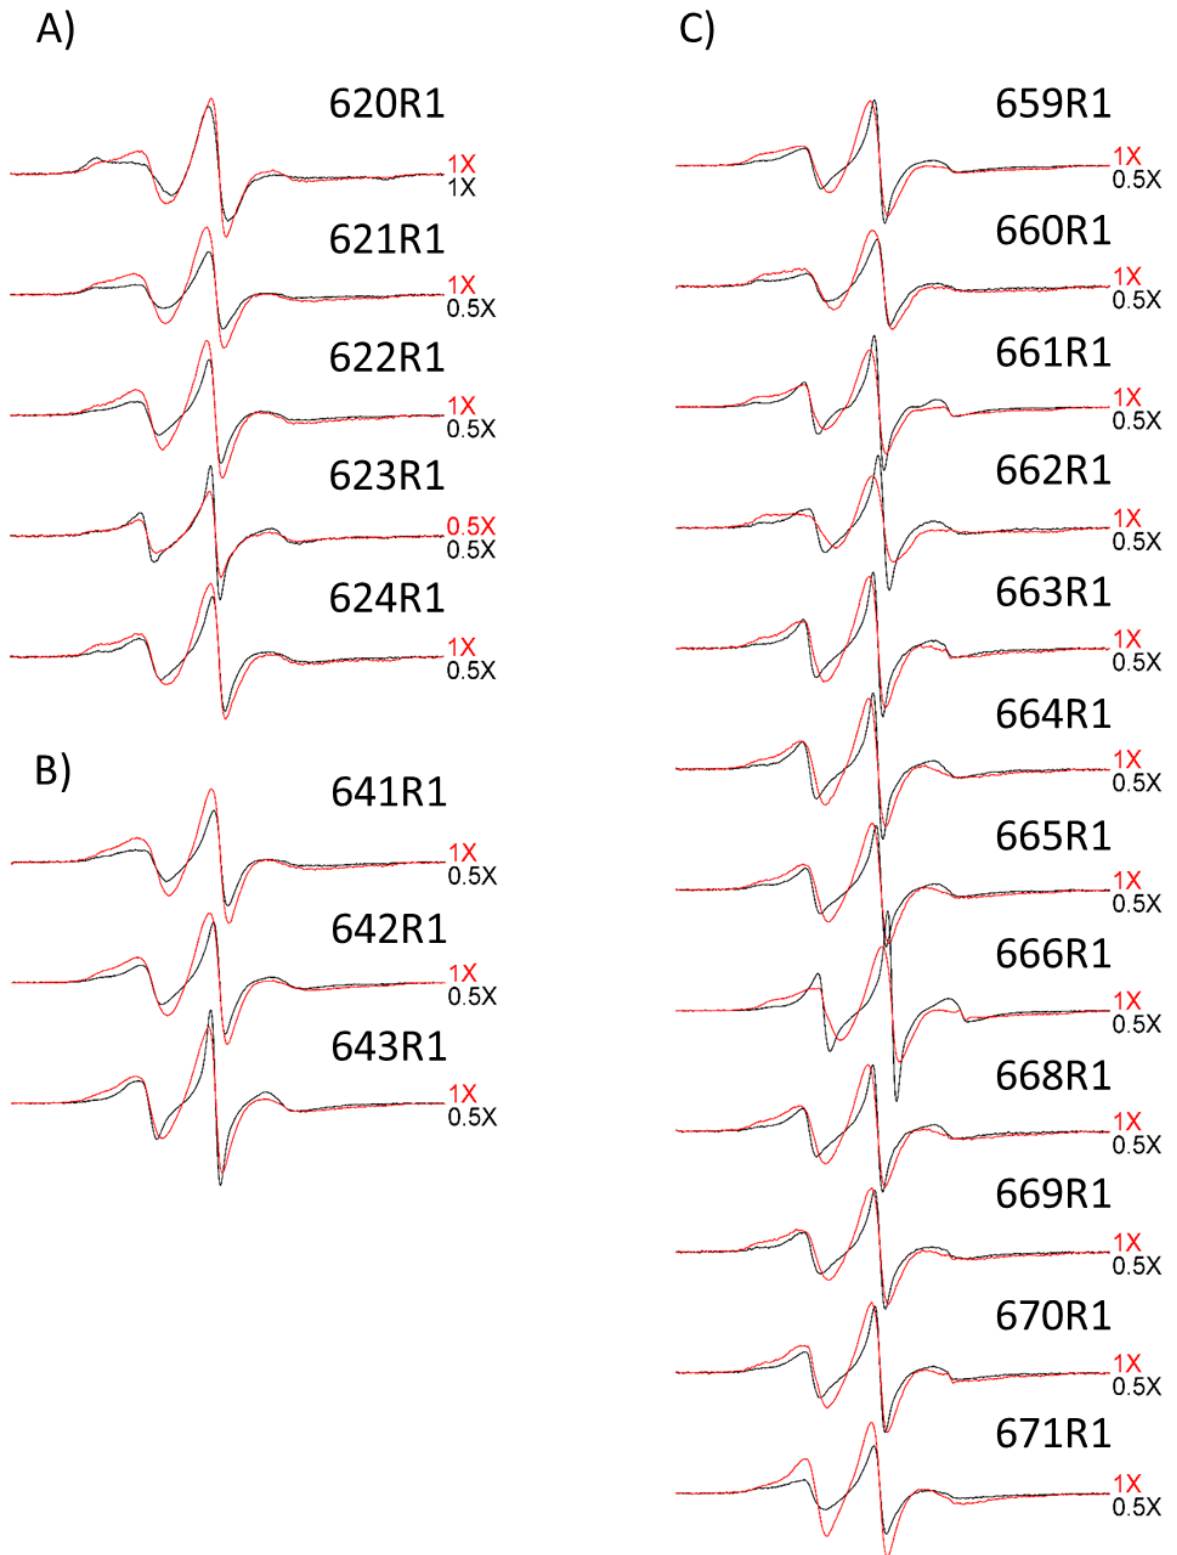 A)
620R1
1X
1X
621R1
1X
0.5X
622R1
1X
0.5X
623R1
0.5X
0.5X
624R1
1X
0.5X
B)
641R1
1X
0.5X
642R1
1X
0.5X
643R1
1X
0.5X
C)
659R1
1X
0.5X
660R1
1X
0.5X
661R1
1X
0.5X
662R1
1X
0.5X
663R1
1X
0.5X
664R1
1X
0.5X
665R1
1X
0.5X
666R1
1X
0.5X
668R1
1X
0.5X
669R1
1X
0.5X
670R1
1X
0.5X
671R1
1X
0.5X